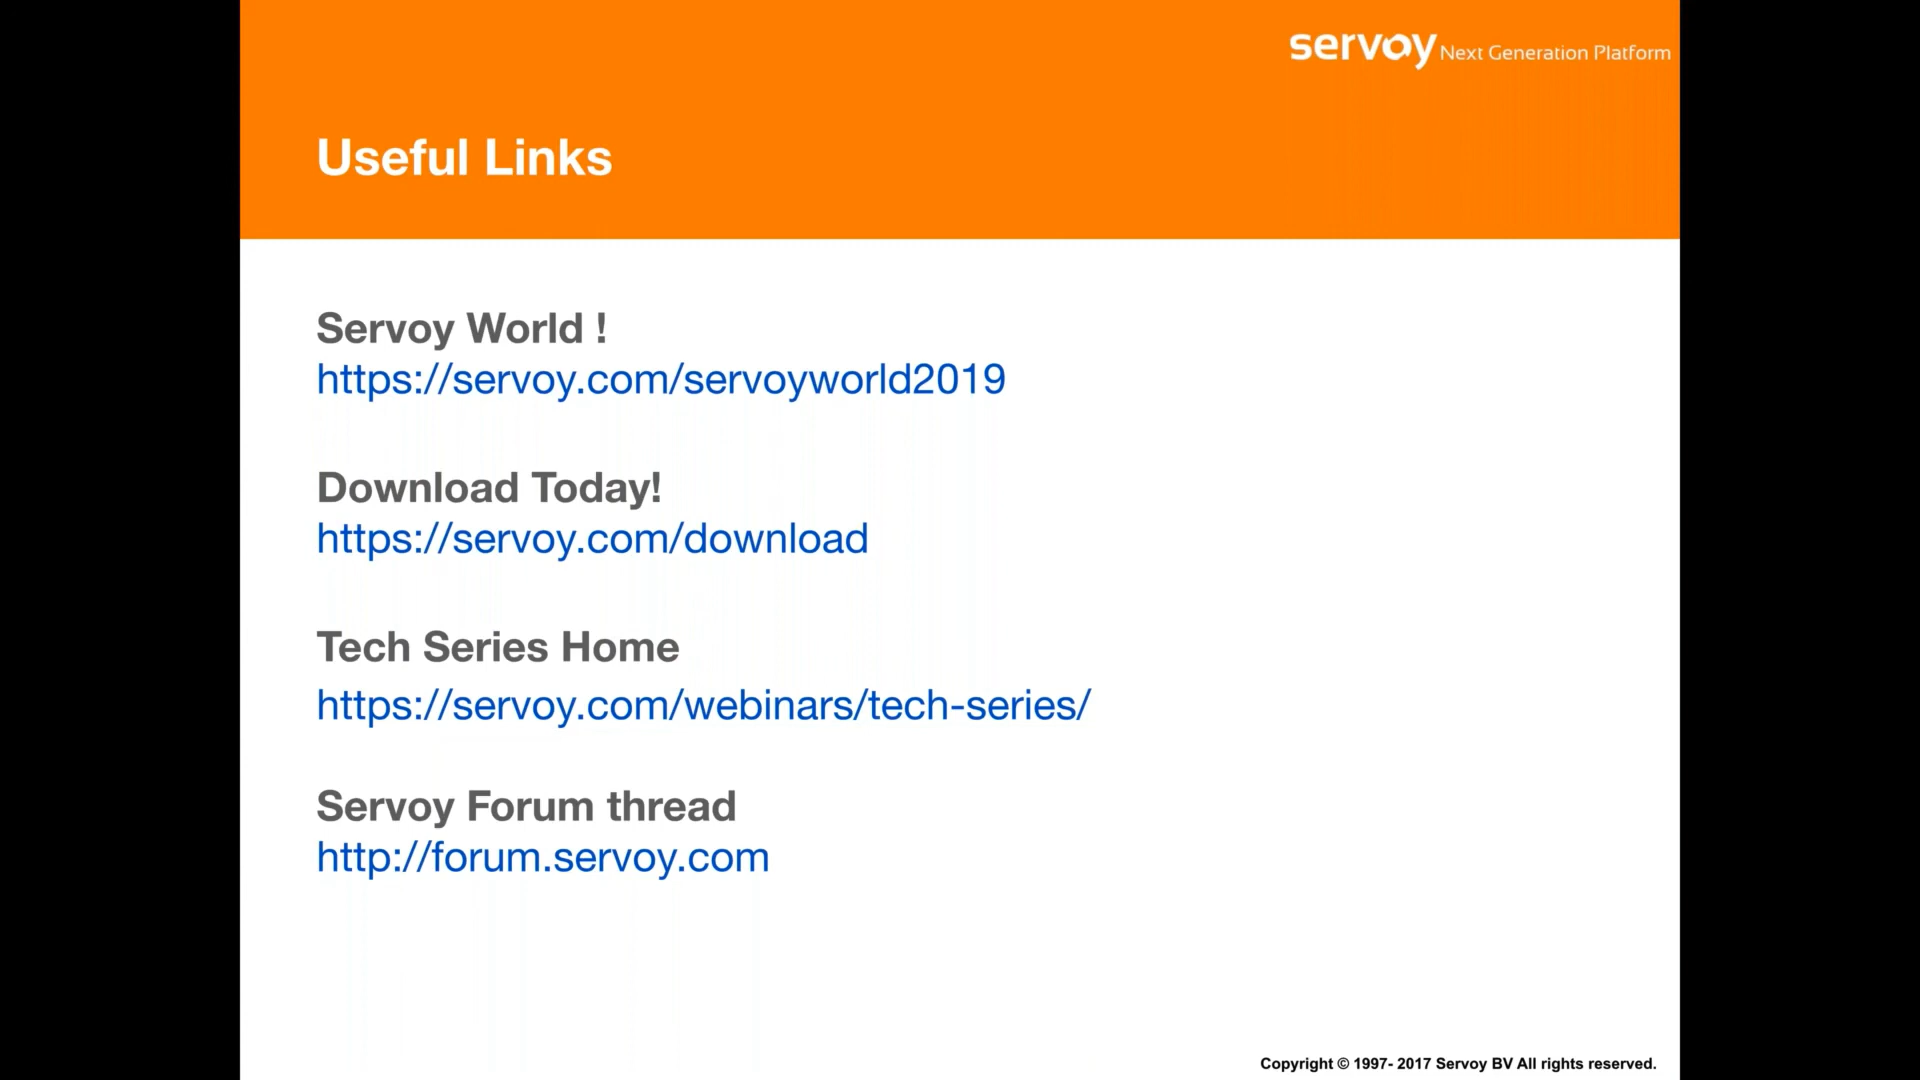 servoy Next Generation Platform
Useful Links
Servoy World !
https://servoy.com/servoyworld2019
Download Today!
https://servoy.com/download
Tech Series Home
https://servoy.com/webinars/tech-series/
Servoy Forum thread
http://forum.servoy.com
Copyright © 1997- 2017 Servoy BV All rights reserved.